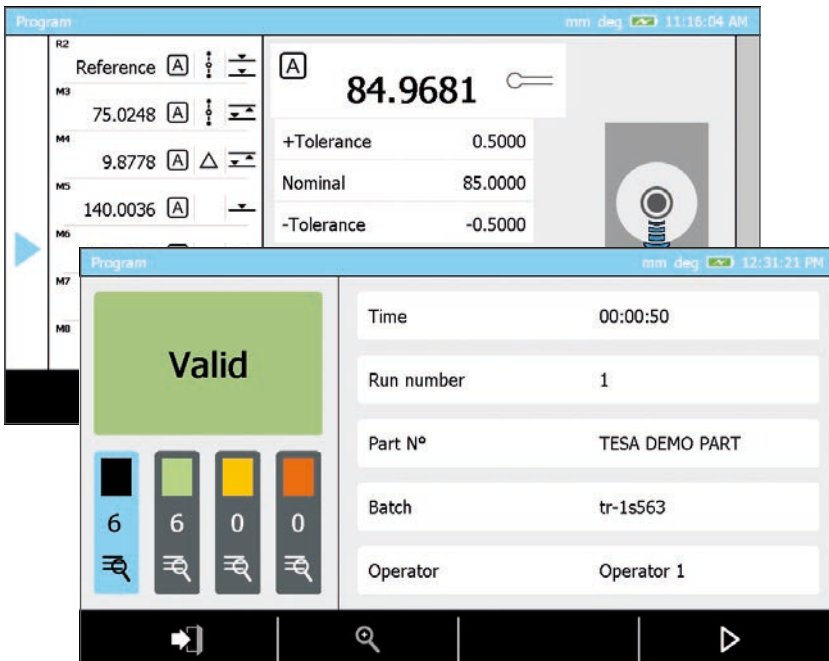 Program mm deg 11:16:04 AM
R2
Reference A
M3
75.0248 A
M4
9.8778 A
M5
140.0036 A
M6
M7
M8
A
84.9681
+Tolerance 0.5000
Nominal 85.0000
-Tolerance -0.5000
Program mm deg 12:31:21 PM
Valid
6 6 0 0
Time 00:00:50
Run number 1
Part Nº TESA DEMO PART
Batch tr-1s563
Operator Operator 1